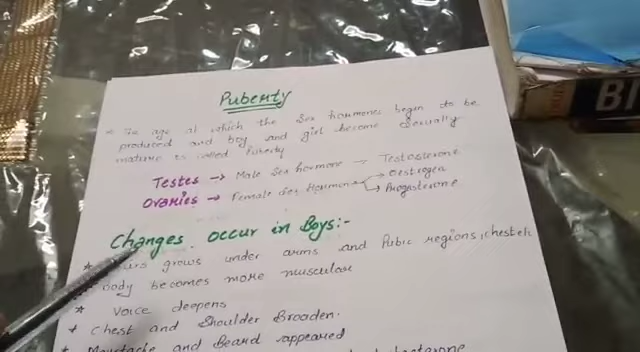 Puberty
* The age at which the Sex hormones begin to be
produced and boy and girl become sexually
mature is called Puberty
Testes → Male Sex hormone → Testosterone
Ovaries → Female Sex Hormone → Oestrogen
→ Progesterone
Changes occur in Boys:-
* grows under arms and Pubic regions, chest
body becomes more muscular
* Voice deepens
* Chest and Shoulder Broaden.
* Moustache and Beard appeared
BI